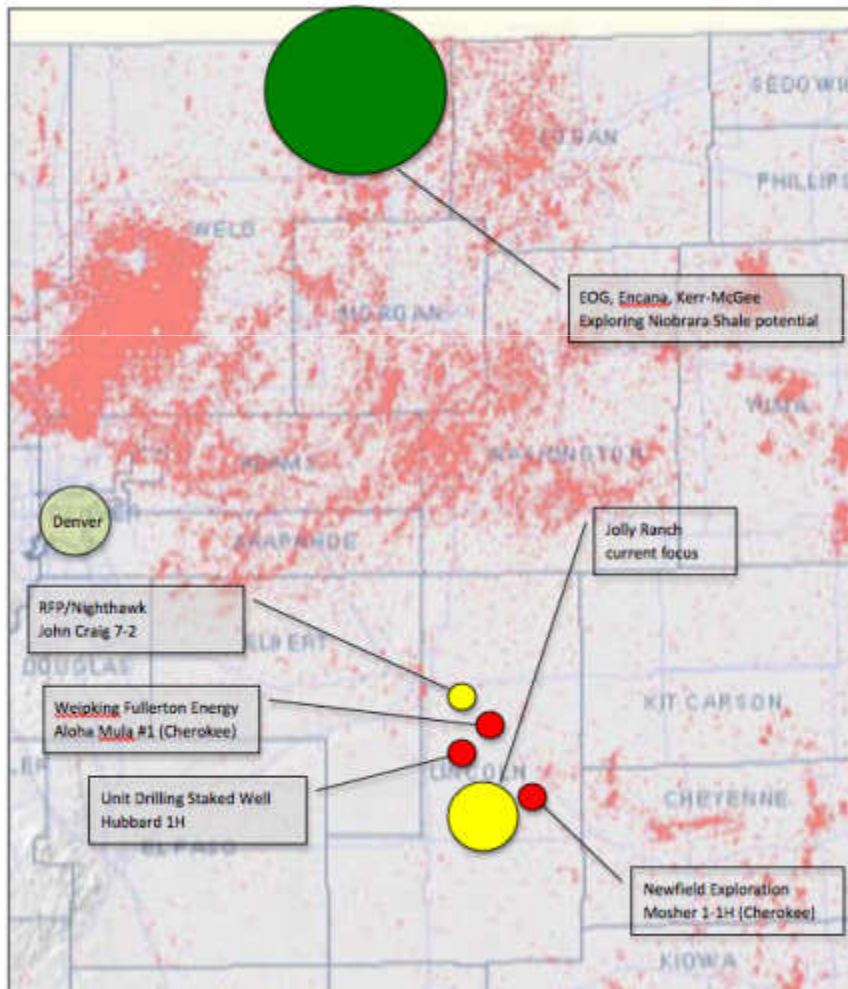 SEDGWI
LOGAN
PHILLIPS
WELD
EOG, Encana, Kerr-McGee
Exploring Niobrara Shale potential
MORGAN
YUMA
ADAMS
WASHINGTON
Denver
ARAPAHOE
Jolly Ranch
current focus
RFP/Nighthawk
John Craig 7-2
ELBERT
DOUGLAS
Weipking Fullerton Energy
Aloha Mula #1 (Cherokee)
KIT CARSON
LINCOLN
Unit Drilling Staked Well
Hubbard 1H
CHEYENNE
EL PASO
Newfield Exploration
Mosher 1-1H (Cherokee)
KIOWA